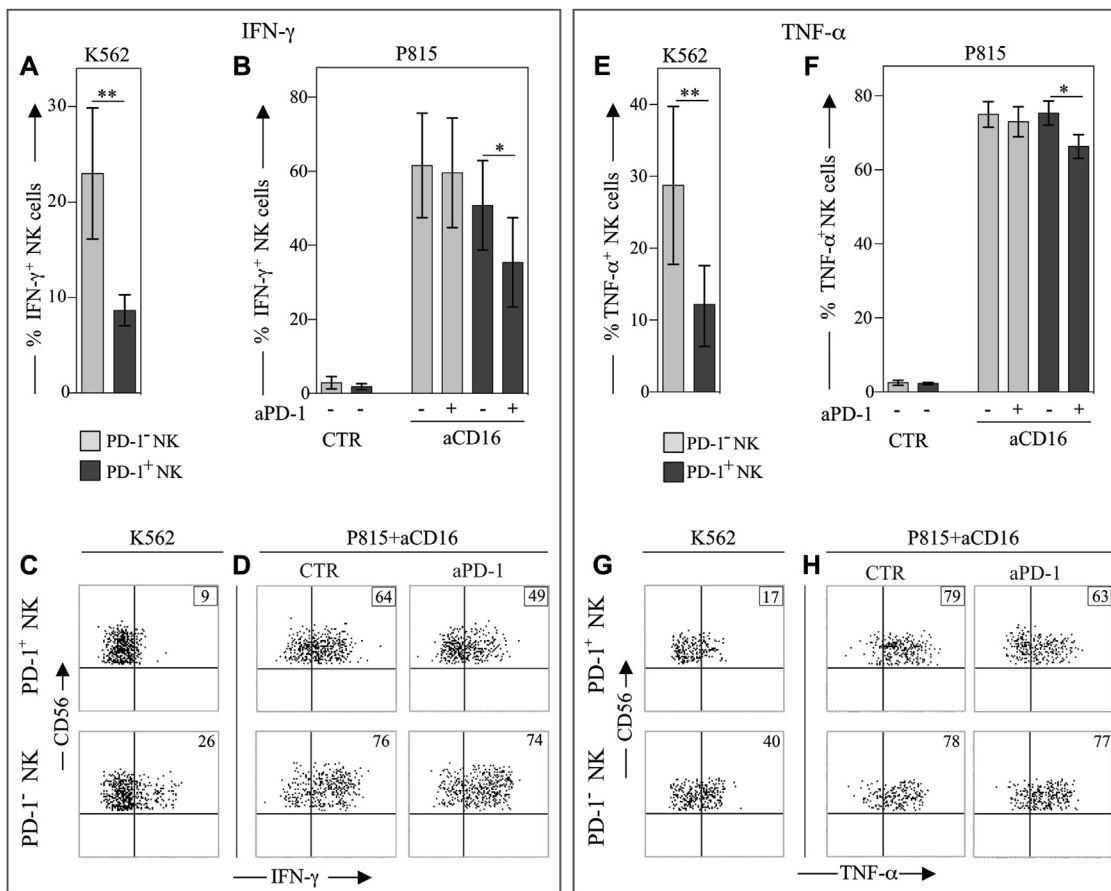 IFN-γ
A
K562
% IFN-γ+ NK cells
30
20
10
0
**
B
P815
% IFN-γ+ NK cells
80
60
40
20
0
*
aPD-1 - - - + - +
CTR aCD16
PD-1- NK
PD-1+ NK
C
K562
D
P815+aCD16
CTR aPD-1
PD-1+ NK
9 64 49
CD56
PD-1- NK
26 76 74
IFN-γ
TNF-α
E
K562
% TNF-α+ NK cells
40
30
20
10
0
**
F
P815
% TNF-α+ NK cells
80
60
40
20
0
*
aPD-1 - - - + - +
CTR aCD16
PD-1- NK
PD-1+ NK
G
K562
H
P815+aCD16
CTR aPD-1
PD-1+ NK
17 79 63
CD56
PD-1- NK
40 78 77
TNF-α